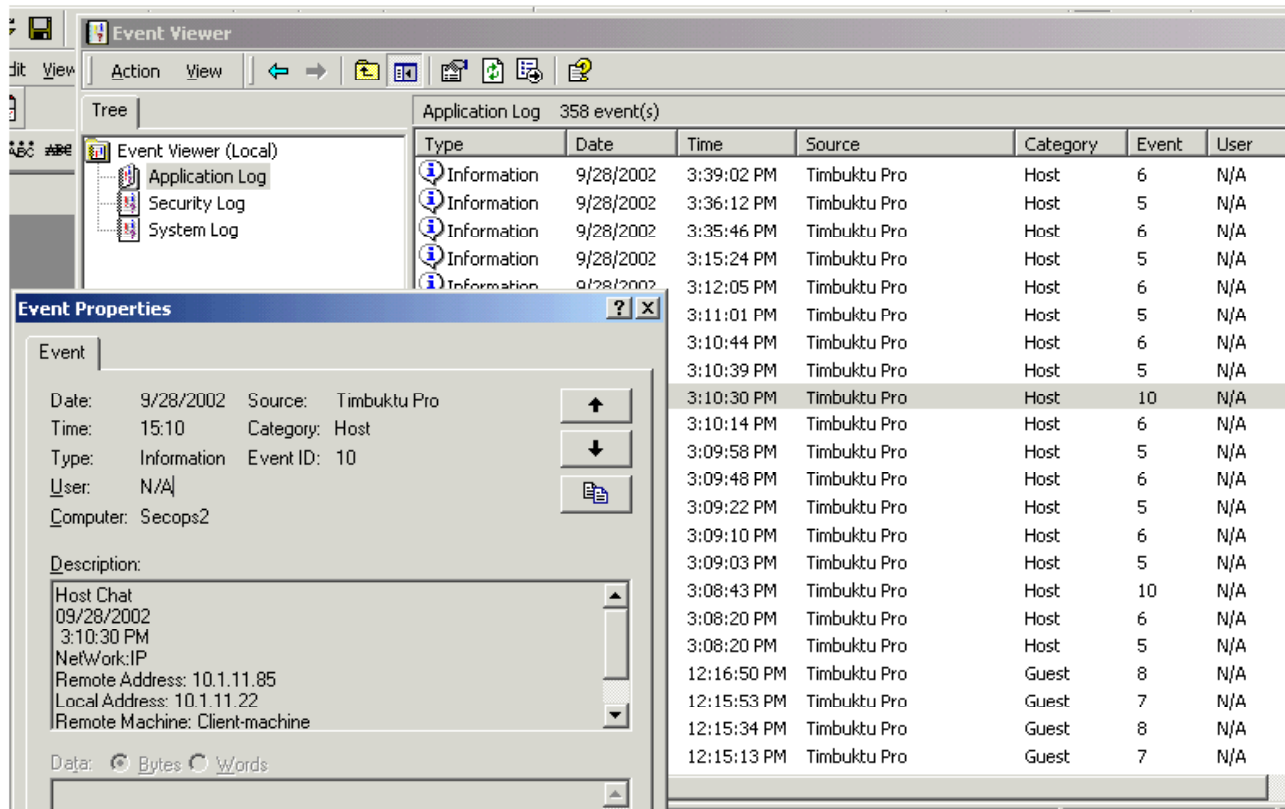 Event Viewer
dit View Action View
Tree Application Log 358 event(s)
ABC ABC
Event Viewer (Local)
Application Log
Security Log
System Log
Type Date Time Source Category Event User
Information 9/28/2002 3:39:02 PM Timbuktu Pro Host 6 N/A
Information 9/28/2002 3:36:12 PM Timbuktu Pro Host 5 N/A
Information 9/28/2002 3:35:46 PM Timbuktu Pro Host 6 N/A
Information 9/28/2002 3:15:24 PM Timbuktu Pro Host 5 N/A
Information 9/28/2002 3:12:05 PM Timbuktu Pro Host 6 N/A
3:11:01 PM Timbuktu Pro Host 5 N/A
3:10:44 PM Timbuktu Pro Host 6 N/A
3:10:39 PM Timbuktu Pro Host 5 N/A
3:10:30 PM Timbuktu Pro Host 10 N/A
3:10:14 PM Timbuktu Pro Host 6 N/A
3:09:58 PM Timbuktu Pro Host 5 N/A
3:09:48 PM Timbuktu Pro Host 6 N/A
3:09:22 PM Timbuktu Pro Host 5 N/A
3:09:10 PM Timbuktu Pro Host 6 N/A
3:09:03 PM Timbuktu Pro Host 5 N/A
3:08:43 PM Timbuktu Pro Host 10 N/A
3:08:20 PM Timbuktu Pro Host 6 N/A
3:08:20 PM Timbuktu Pro Host 5 N/A
12:16:50 PM Timbuktu Pro Guest 8 N/A
12:15:53 PM Timbuktu Pro Guest 7 N/A
12:15:34 PM Timbuktu Pro Guest 8 N/A
12:15:13 PM Timbuktu Pro Guest 7 N/A
Event Properties
Event
Date: 9/28/2002 Source: Timbuktu Pro
Time: 15:10 Category: Host
Type: Information Event ID: 10
User: N/A
Computer: Secops2
Description:
Host Chat
09/28/2002
3:10:30 PM
NetWork:IP
Remote Address: 10.1.11.85
Local Address: 10.1.11.22
Remote Machine: Client-machine
Data: Bytes Words